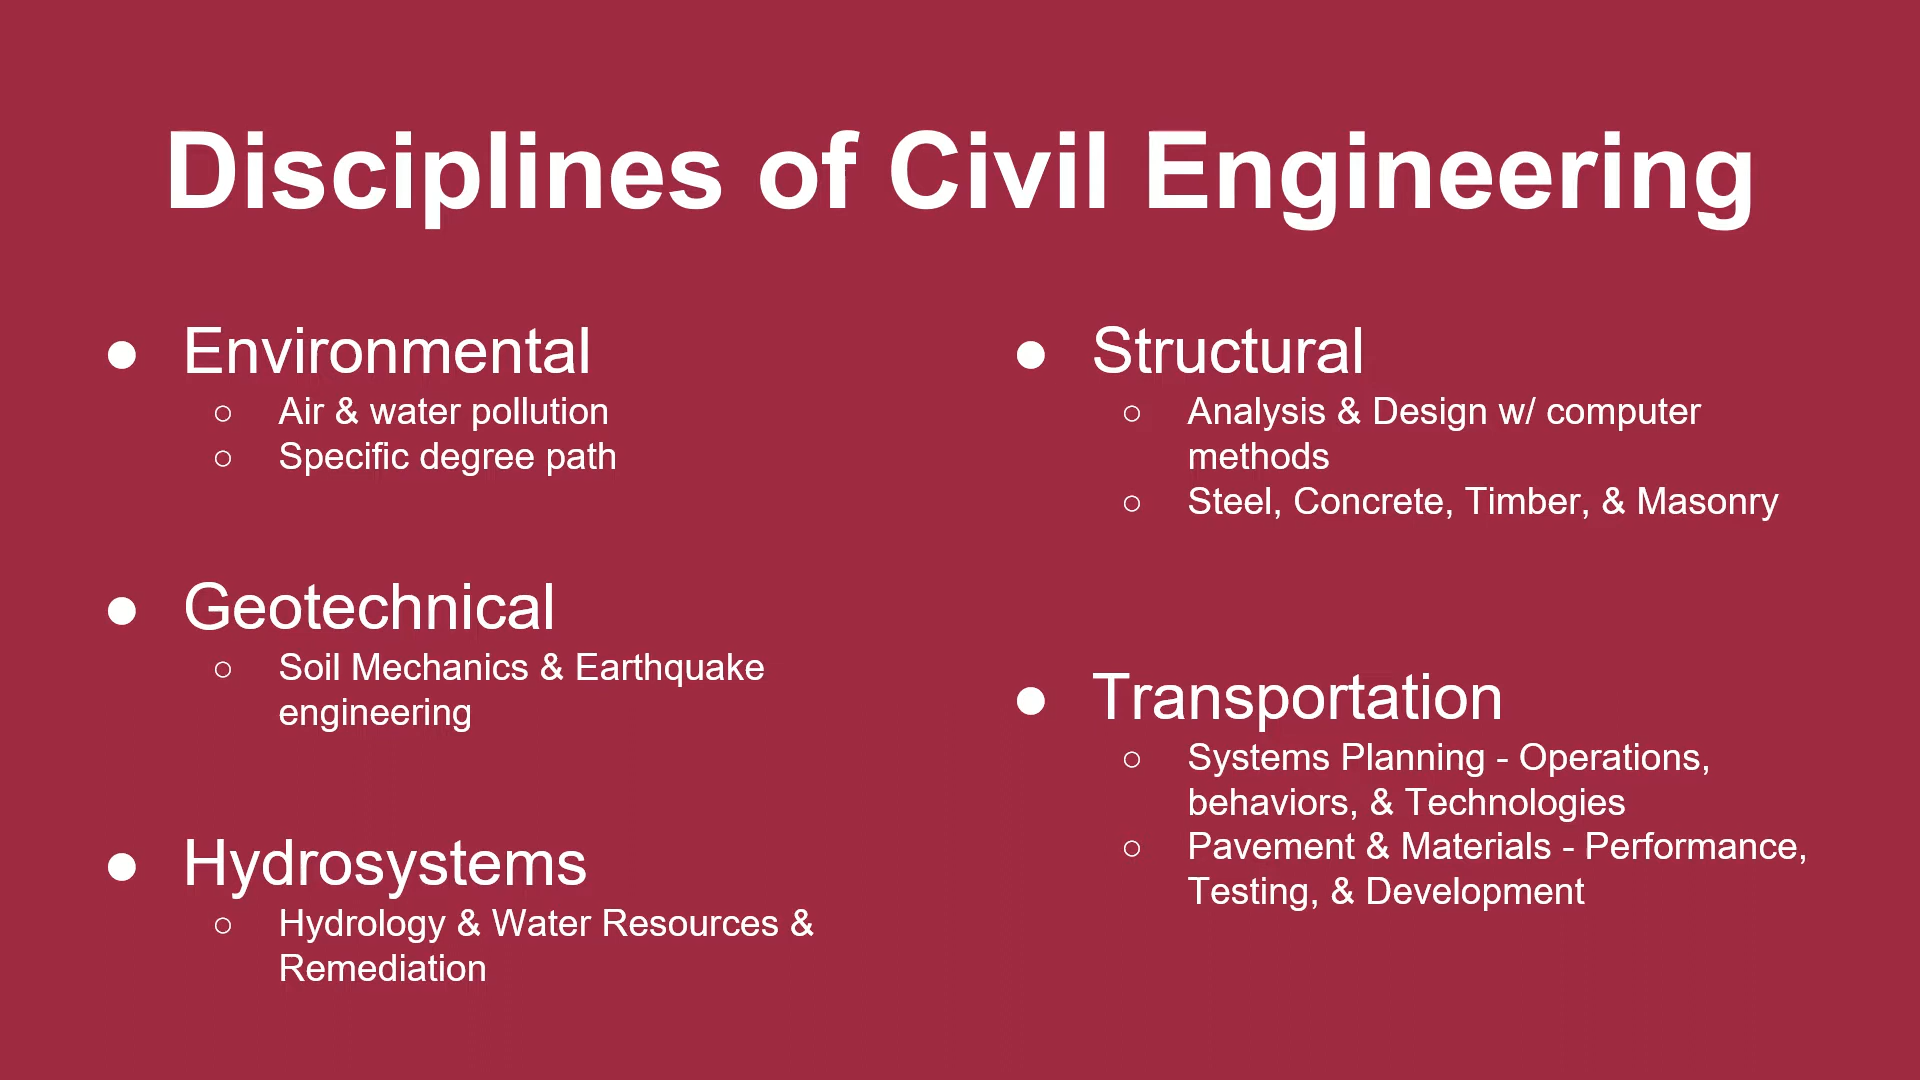 Disciplines of Civil Engineering
● Environmental
○ Air & water pollution
○ Specific degree path
● Geotechnical
○ Soil Mechanics & Earthquake
engineering
● Hydrosystems
○ Hydrology & Water Resources &
Remediation
● Structural
○ Analysis & Design w/ computer
methods
○ Steel, Concrete, Timber, & Masonry
● Transportation
○ Systems Planning - Operations,
behaviors, & Technologies
○ Pavement & Materials - Performance,
Testing, & Development